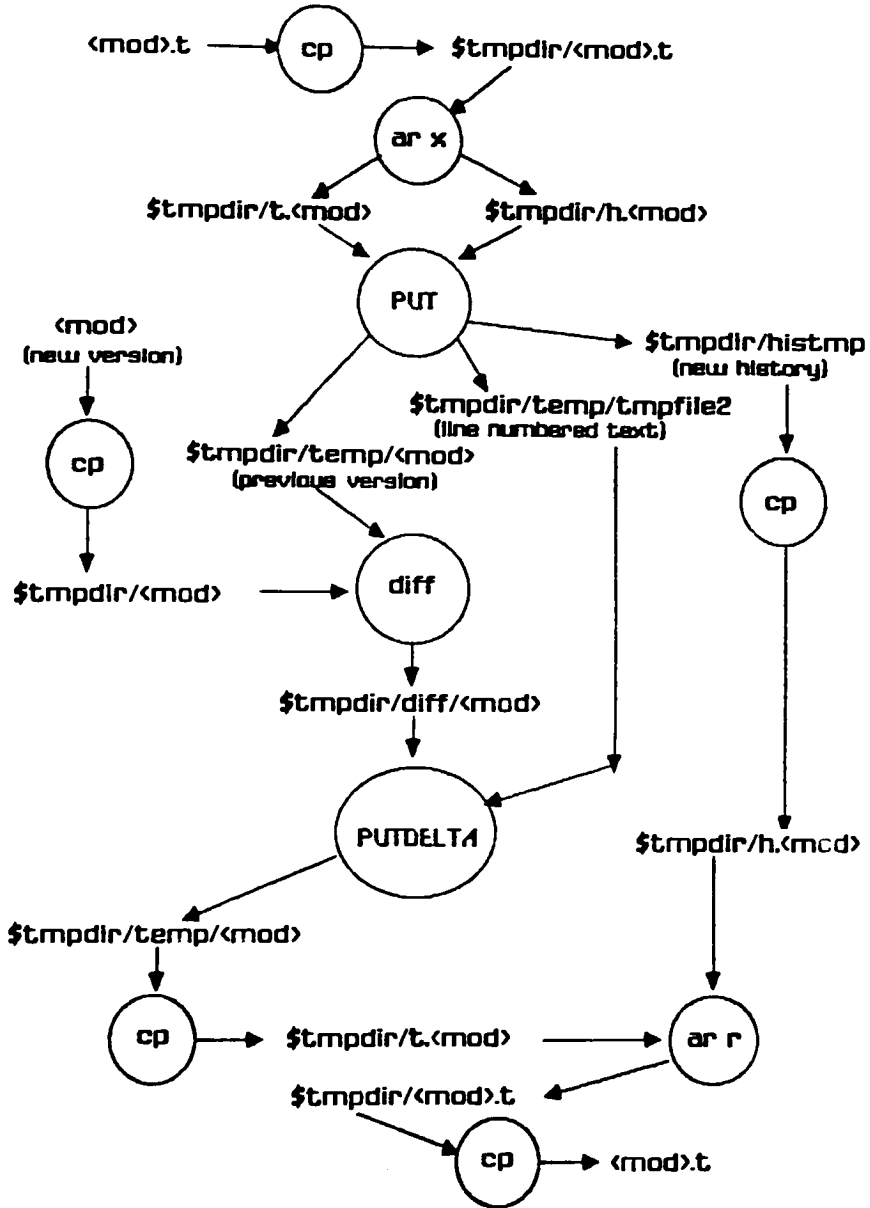 <mod>.t
cp
$tmpdir/<mod>.t
ar x
$tmpdir/t.<mod>
$tmpdir/h.<mod>
PUT
<mod>
(new version)
$tmpdir/histmp
(new history)
$tmpdir/temp/tmpfile2
(line numbered text)
$tmpdir/temp/<mod>
(previous version)
cp
cp
$tmpdir/<mod>
diff
$tmpdir/diff/<mod>
PUTDELTA
$tmpdir/h.<mod>
$tmpdir/temp/<mod>
cp
$tmpdir/t.<mod>
ar r
$tmpdir/<mod>.t
cp
<mod>.t